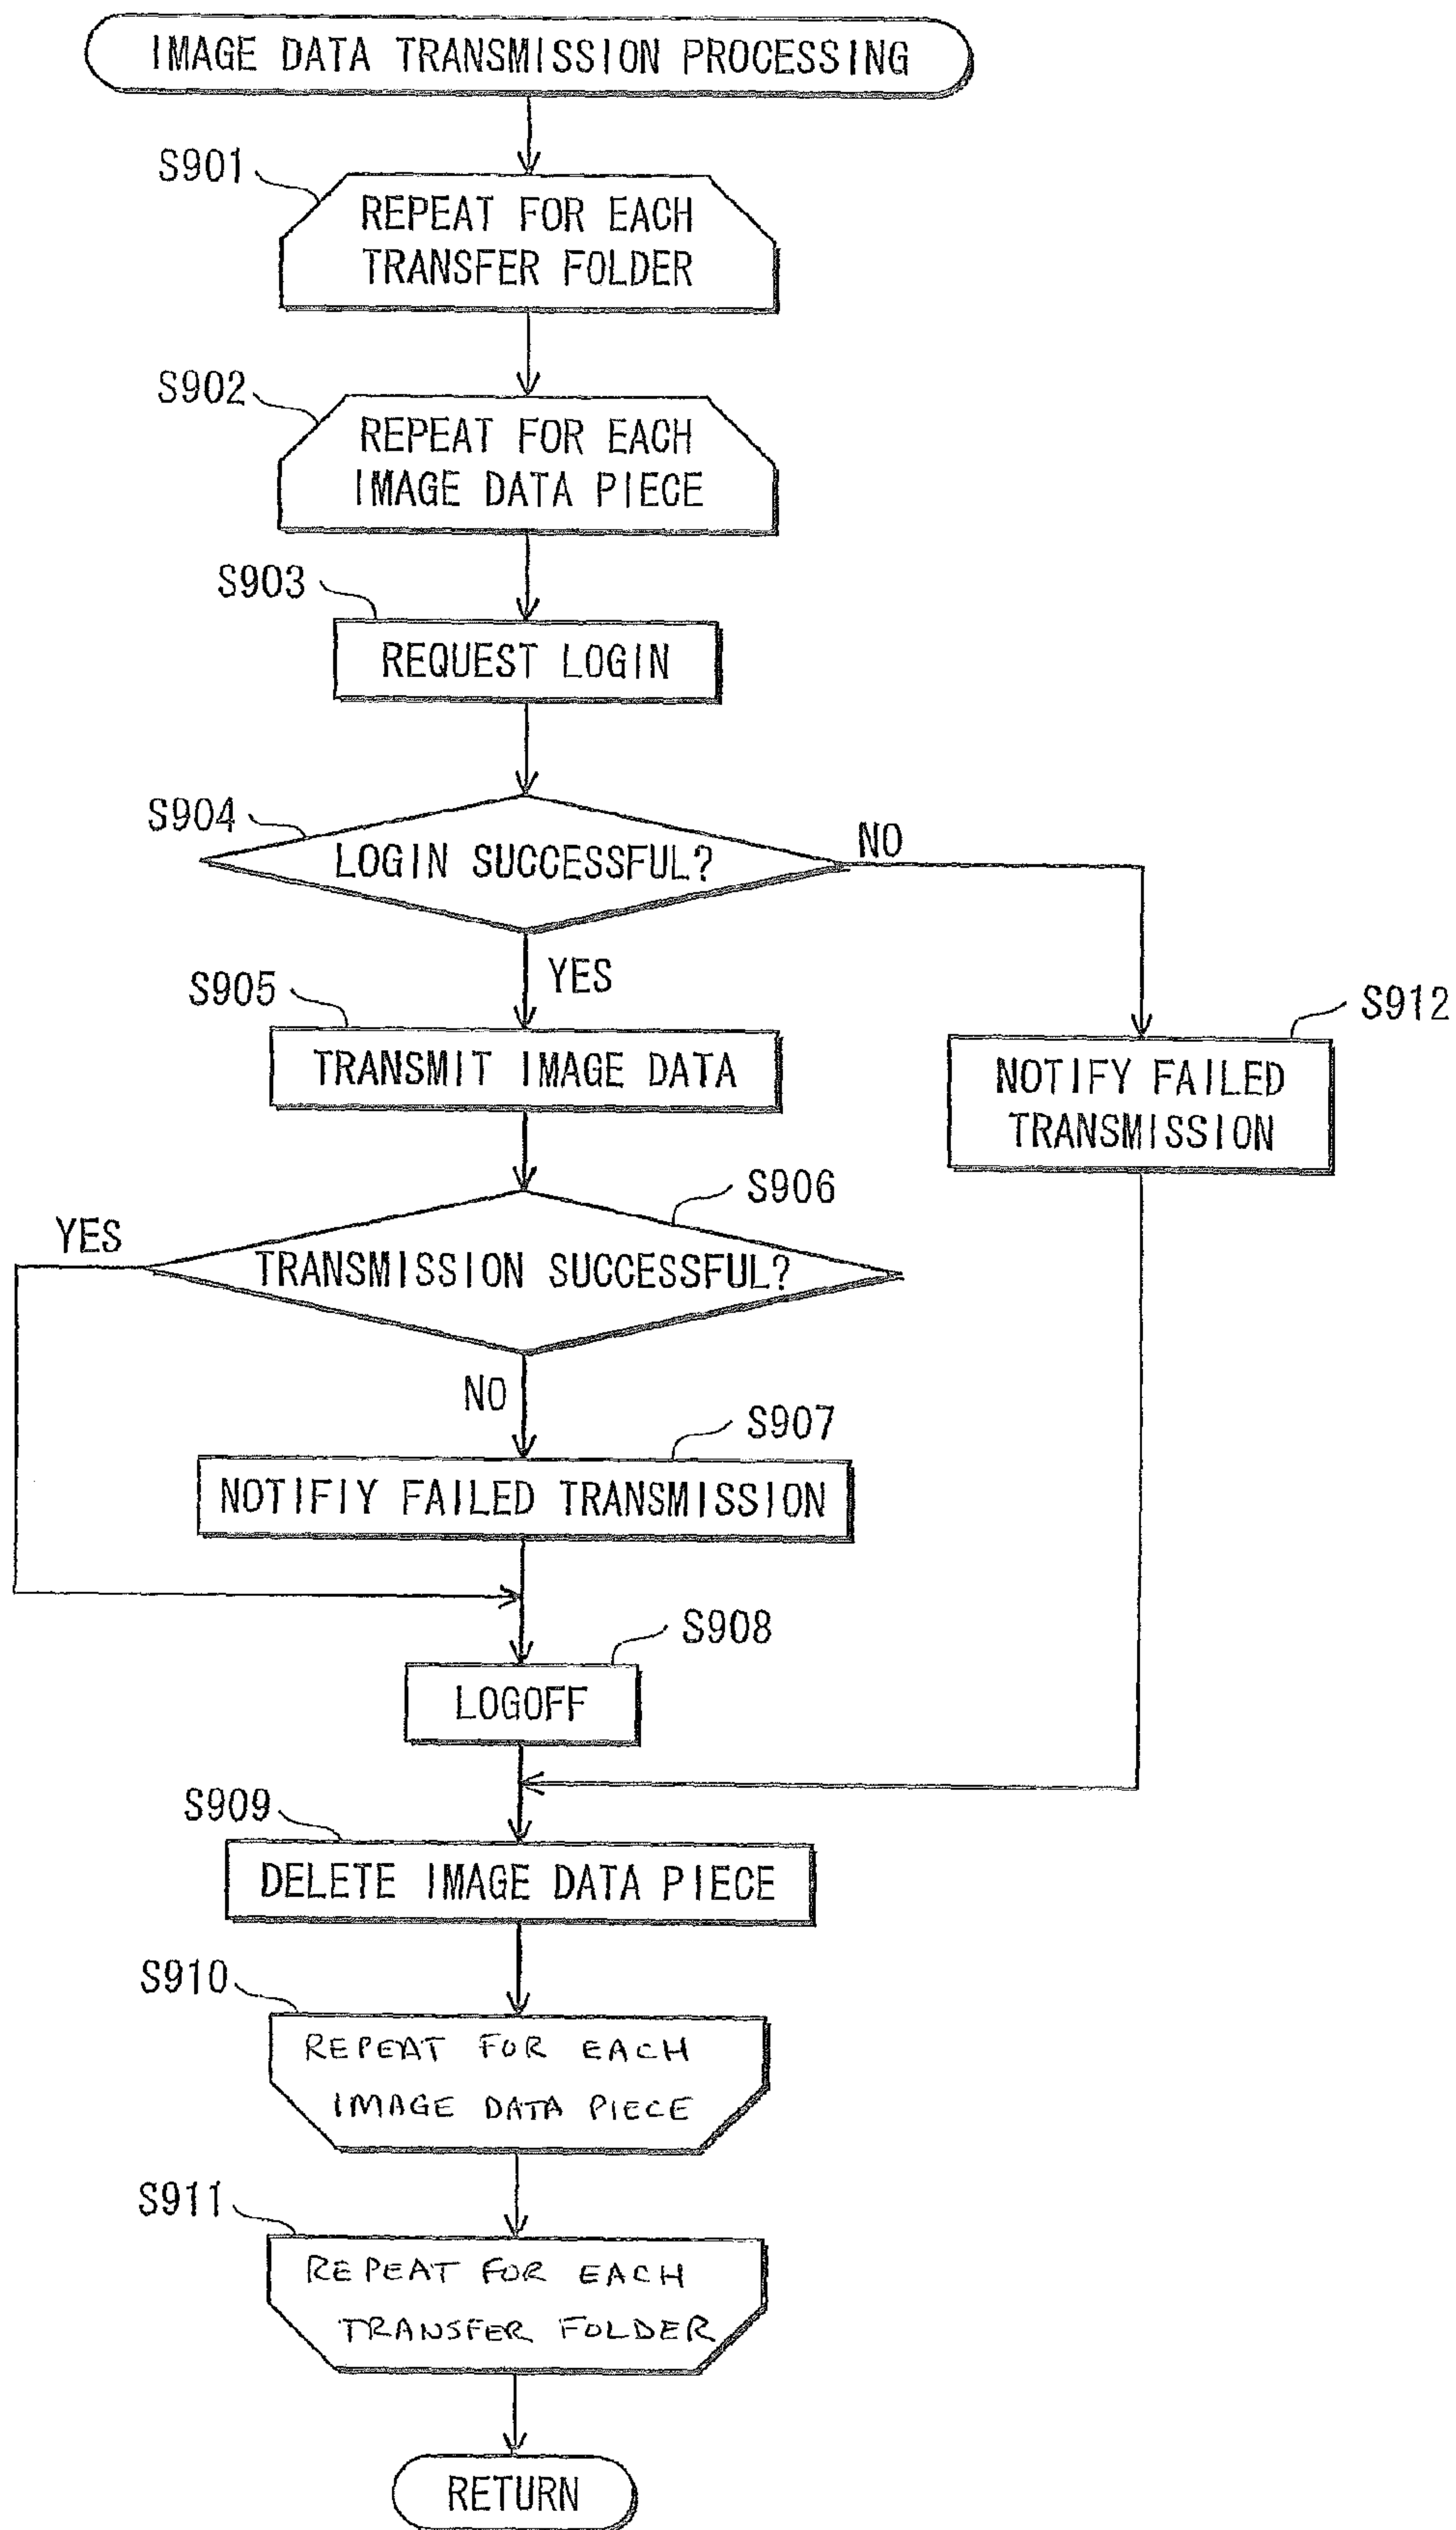 IMAGE DATA TRANSMISSION PROCESSING
S901
REPEAT FOR EACH
TRANSFER FOLDER
S902
REPEAT FOR EACH
IMAGE DATA PIECE
S903
REQUEST LOGIN
S904
LOGIN SUCCESSFUL?
NO
YES
S905
TRANSMIT IMAGE DATA
S912
NOTIFY FAILED
TRANSMISSION
S906
YES
TRANSMISSION SUCCESSFUL?
NO
S907
NOTIFIY FAILED TRANSMISSION
S908
LOGOFF
S909
DELETE IMAGE DATA PIECE
S910
REPEAT FOR EACH
IMAGE DATA PIECE
S911
REPEAT FOR EACH
TRANSFER FOLDER
RETURN